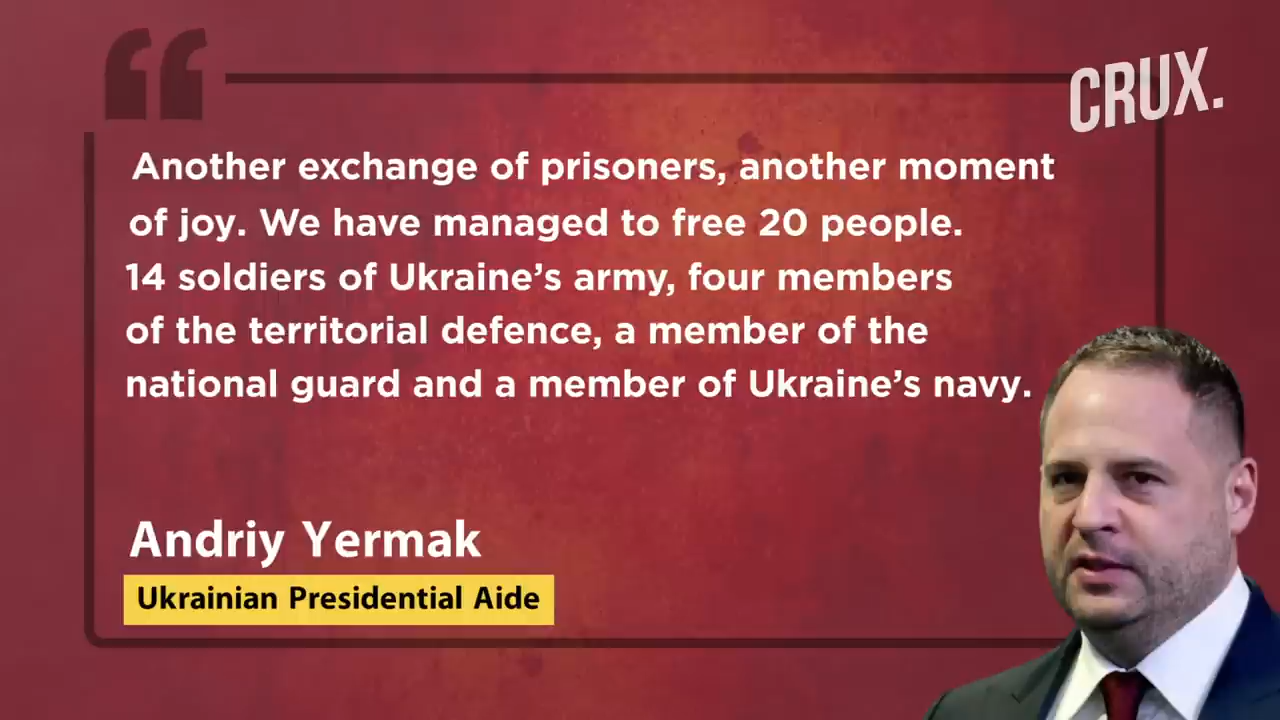 CRUX.
Another exchange of prisoners, another moment
of joy. We have managed to free 20 people.
14 soldiers of Ukraine's army, four members
of the territorial defence, a member of the
national guard and a member of Ukraine's navy.
Andriy Yermak
Ukrainian Presidential Aide